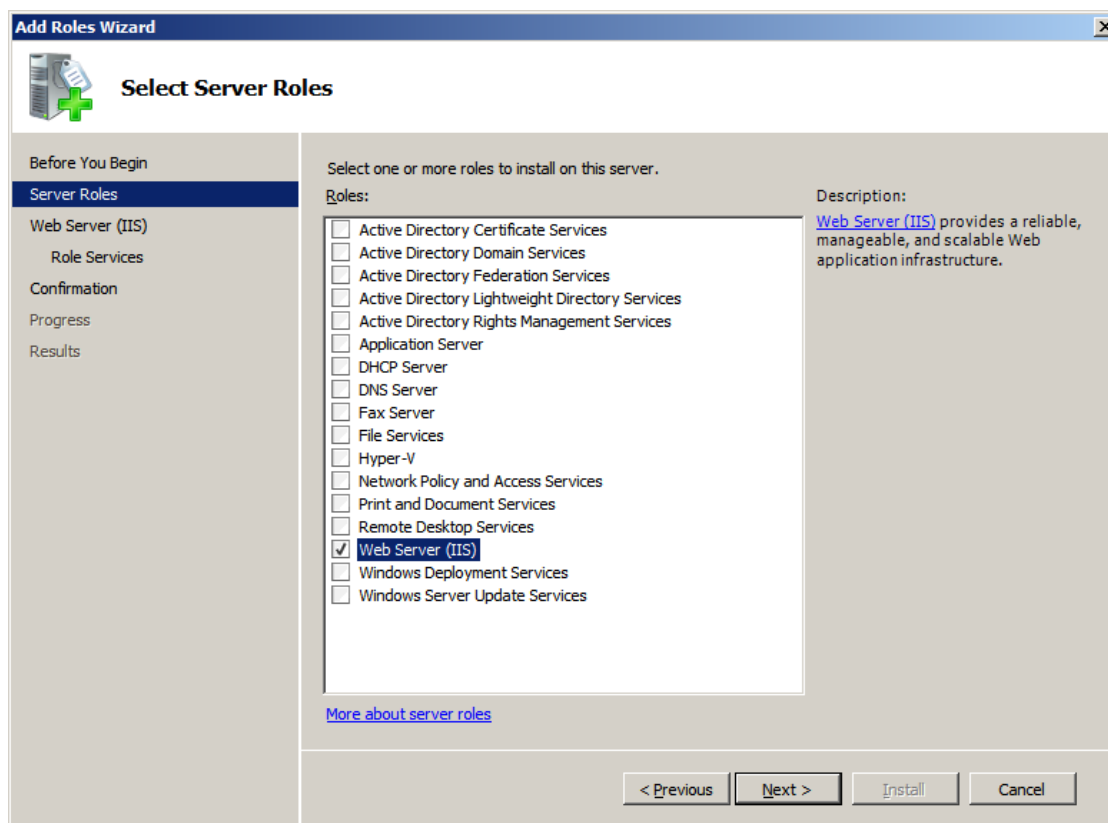 Add Roles Wizard
Select Server Roles
Before You Begin
Server Roles
Web Server (IIS)
Role Services
Confirmation
Progress
Results
Select one or more roles to install on this server.
Roles:
Active Directory Certificate Services
Active Directory Domain Services
Active Directory Federation Services
Active Directory Lightweight Directory Services
Active Directory Rights Management Services
Application Server
DHCP Server
DNS Server
Fax Server
File Services
Hyper-V
Network Policy and Access Services
Print and Document Services
Remote Desktop Services
Web Server (IIS)
Windows Deployment Services
Windows Server Update Services
More about server roles
Description:
Web Server (IIS) provides a reliable,
manageable, and scalable Web
application infrastructure.
< Previous
Next >
Install
Cancel